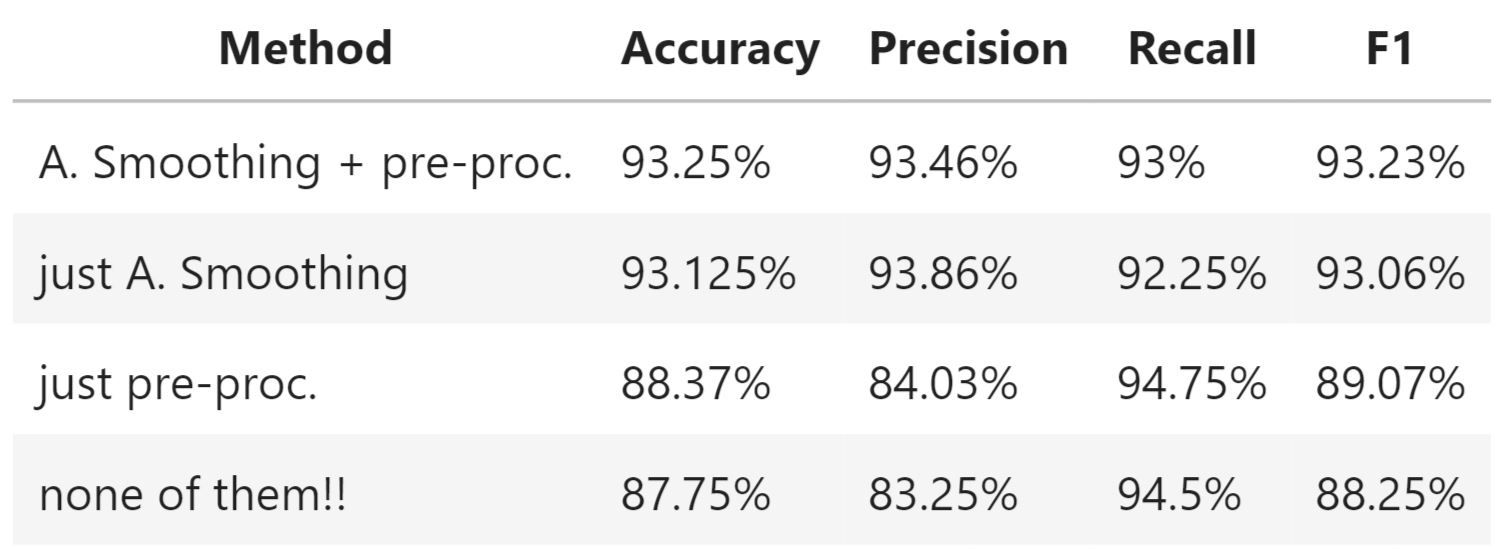 Method Accuracy Precision Recall F1
A. Smoothing + pre-proc. 93.25% 93.46% 93% 93.23%
just A. Smoothing 93.125% 93.86% 92.25% 93.06%
just pre-proc. 88.37% 84.03% 94.75% 89.07%
none of them!! 87.75% 83.25% 94.5% 88.25%